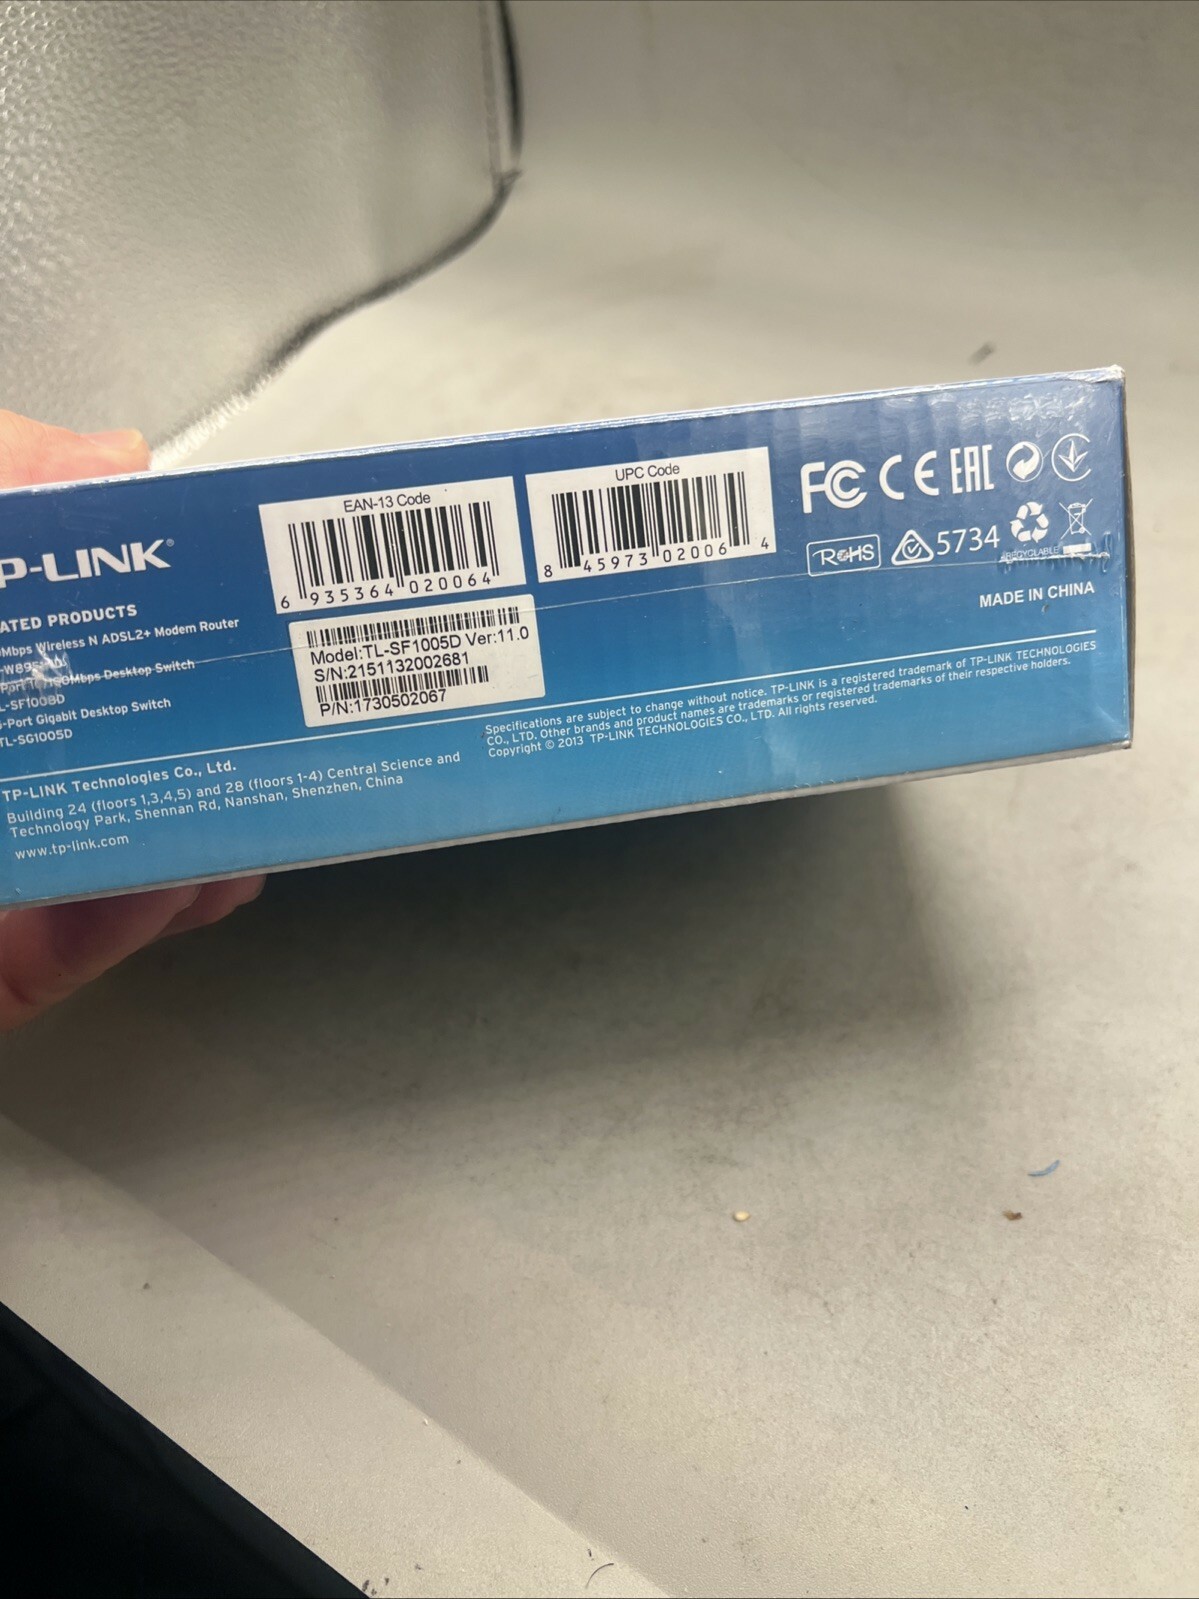 P-LINK®
ATED PRODUCTS
Mbps Wireless N ADSL2+ Modem Router
Desktop Switch
L-SF1008D
-Port Gigabit Desktop Switch
TL-SG1005D
TP-LINK Technologies Co., Ltd.
Building 24 (floors 1,3,4,5) and 28 (floors 1-4) Central Science and
Technology Park, Shennan Rd, Nanshan, Shenzhen, China
www.tp-link.com
EAN-13 Code
6 935364 020064
Model:TL-SF1005D Ver:11.0
S/N:2151132002681
P/N:1730502067
UPC Code
8 45973 02006 4
FC CE EAC
RoHS 5734
RECYCLABLE
MADE IN CHINA
Specifications are subject to change without notice. TP-LINK is a registered trademark of TP-LINK TECHNOLOGIES
CO., LTD. Other brands and product names are trademarks or registered trademarks of their respective holders.
Copyright © 2013 TP-LINK TECHNOLOGIES CO., LTD. All rights reserved.